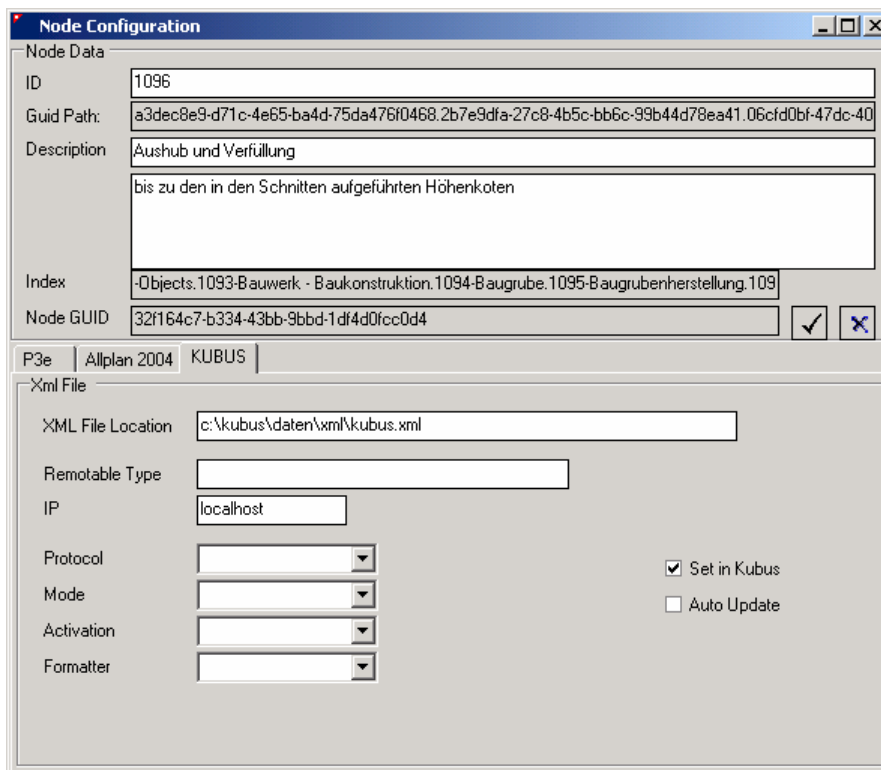 Node Configuration
Node Data
ID 1096
Guid Path: a3dec8e9-d71c-4e65-ba4d-75da476f0468.2b7e9dfa-27c8-4b5c-bb6c-99b44d78ea41.06cfd0bf-47dc-40
Description Aushub und Verfüllung
bis zu den in den Schnitten aufgeführten Höhenkoten
Index -Objects.1093-Bauwerk - Baukonstruktion.1094-Baugrube.1095-Baugrubenherstellung.109
Node GUID 32f164c7-b334-43bb-9bbd-1df4d0fcc0d4
P3e Allplan 2004 KUBUS
Xml File
XML File Location c:\kubus\daten\xml\kubus.xml
Remotable Type
IP localhost
Protocol
Set in Kubus
Mode
Auto Update
Activation
Formatter